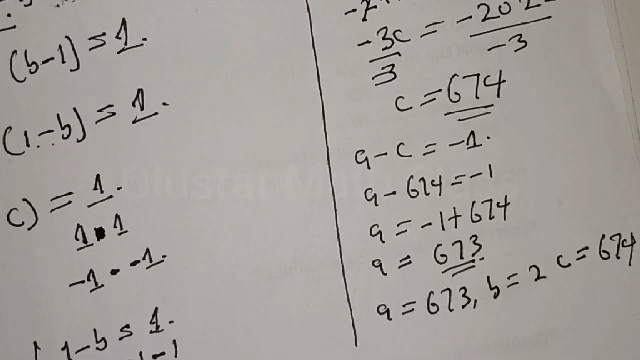 (b-1) = 1.
(1-b) = 1.
c) = 1.
1 · 1
-1 · -1.
1-b = 1.
-3c = -202
3 -3
c = 674
a - c = -1.
a - 674 = -1
a = -1 + 674
a = 673
a = 673, b = 2 c = 674